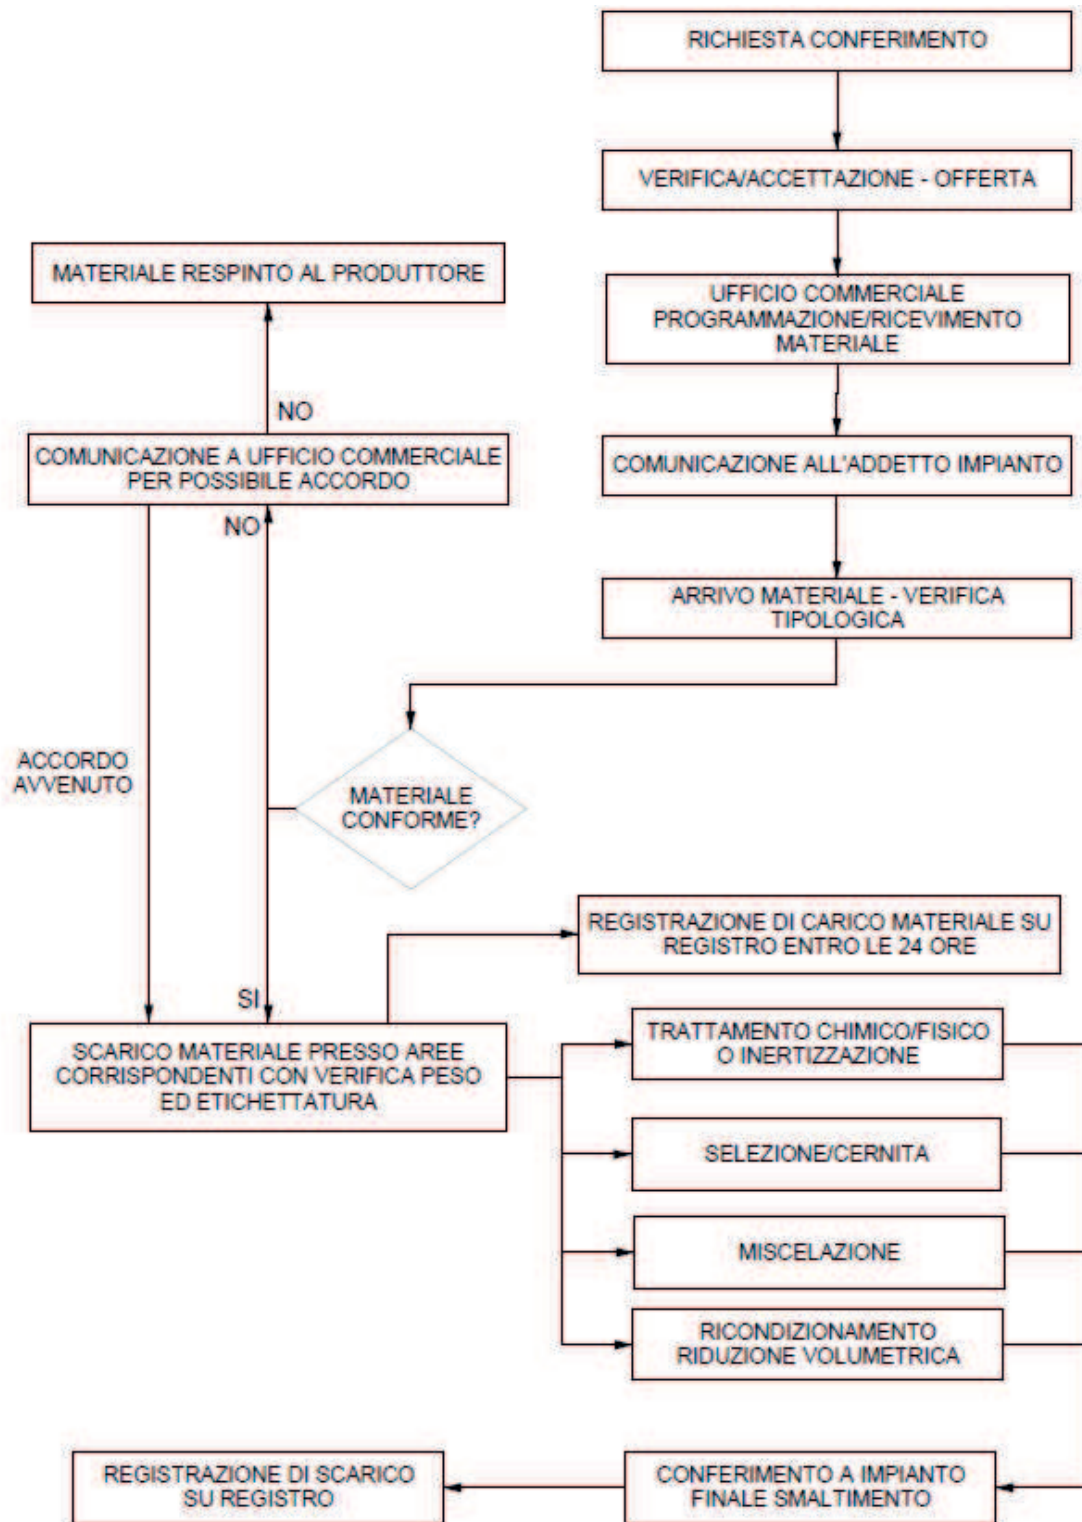 RICHIESTA CONFERIMENTO
VERIFICA/ACCETTAZIONE - OFFERTA
MATERIALE RESPINTO AL PRODUTTORE
UFFICIO COMMERCIALE
PROGRAMMAZIONE/RICEVIMENTO
MATERIALE
NO
COMUNICAZIONE A UFFICIO COMMERCIALE
PER POSSIBILE ACCORDO
COMUNICAZIONE ALL'ADDETTO IMPIANTO
NO
ARRIVO MATERIALE - VERIFICA
TIPOLOGICA
ACCORDO
AVVENUTO
MATERIALE
CONFORME?
REGISTRAZIONE DI CARICO MATERIALE SU
REGISTRO ENTRO LE 24 ORE
SI
SCARICO MATERIALE PRESSO AREE
CORRISPONDENTI CON VERIFICA PESO
ED ETICHETTATURA
TRATTAMENTO CHIMICO/FISICO
O INERTIZZAZIONE
SELEZIONE/CERNITA
MISCELAZIONE
RICONDIZIONAMENTO
RIDUZIONE VOLUMETRICA
REGISTRAZIONE DI SCARICO
SU REGISTRO
CONFERIMENTO A IMPIANTO
FINALE SMALTIMENTO